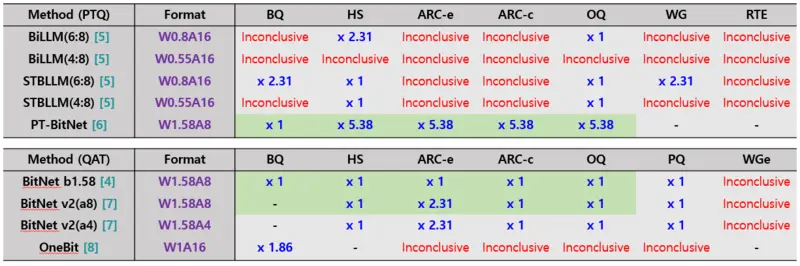 Method (PTQ) Format BQ HS ARC-e ARC-c OQ WG RTE
BiLLM(6:8) [5] W0.8A16 Inconclusive x 2.31 Inconclusive Inconclusive x 1 Inconclusive Inconclusive
BiLLM(4:8) [5] W0.55A16 Inconclusive Inconclusive Inconclusive Inconclusive Inconclusive Inconclusive Inconclusive
STBLLM(6:8) [5] W0.8A16 x 2.31 x 1 Inconclusive Inconclusive x 1 x 2.31 Inconclusive
STBLLM(4:8) [5] W0.55A16 Inconclusive x 1 Inconclusive Inconclusive x 1 Inconclusive Inconclusive
PT-BitNet [6] W1.58A8 x 1 x 5.38 x 5.38 x 5.38 x 5.38 - -
Method (QAT) Format BQ HS ARC-e ARC-c OQ PQ WGe
BitNet b1.58 [4] W1.58A8 x 1 x 1 x 1 x 1 x 1 x 1 Inconclusive
BitNet v2(a8) [7] W1.58A8 - x 1 x 2.31 x 1 x 1 x 1 Inconclusive
BitNet v2(a4) [7] W1.58A4 - x 1 x 2.31 x 1 x 1 x 1 Inconclusive
OneBit [8] W1A16 x 1.86 - Inconclusive Inconclusive Inconclusive Inconclusive -